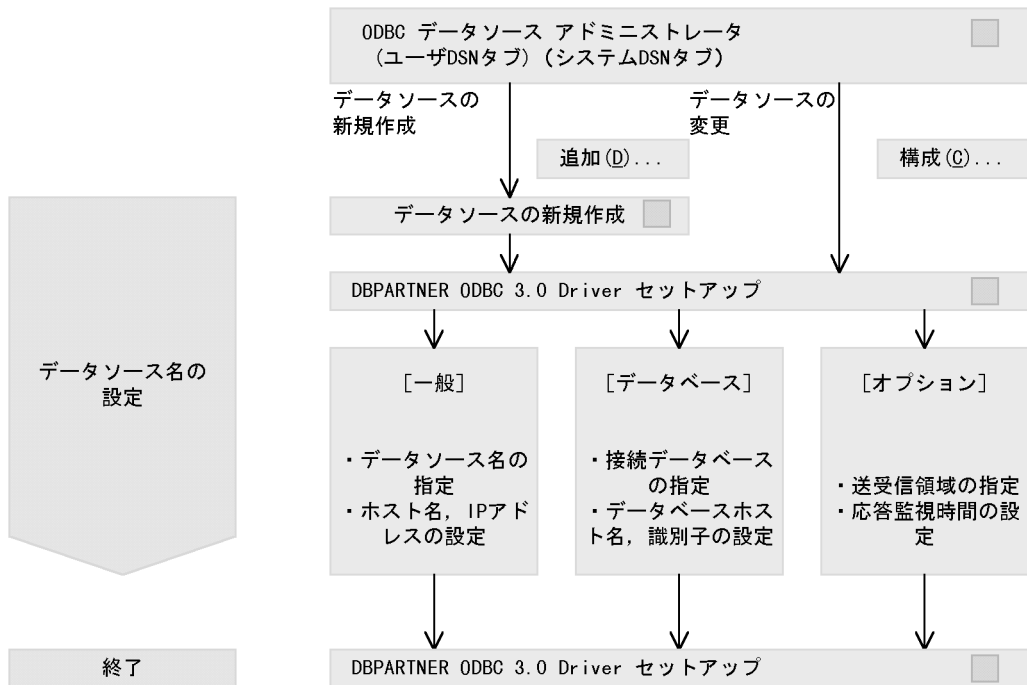 ODBC データソース アドミニストレータ
(ユーザDSNタブ)(システムDSNタブ)
データソースの
新規作成
データソースの
変更
追加(D)...
構成(C)...
データソースの新規作成
DBPARTNER ODBC 3.0 Driver セットアップ
データソース名の
設定
[一般]
・データソース名の
指定
・ホスト名,IPアド
レスの設定
[データベース]
・接続データベース
の指定
・データベースホス
ト名,識別子の設定
[オプション]
・送受信領域の指定
・応答監視時間の設
定
終了
DBPARTNER ODBC 3.0 Driver セットアップ